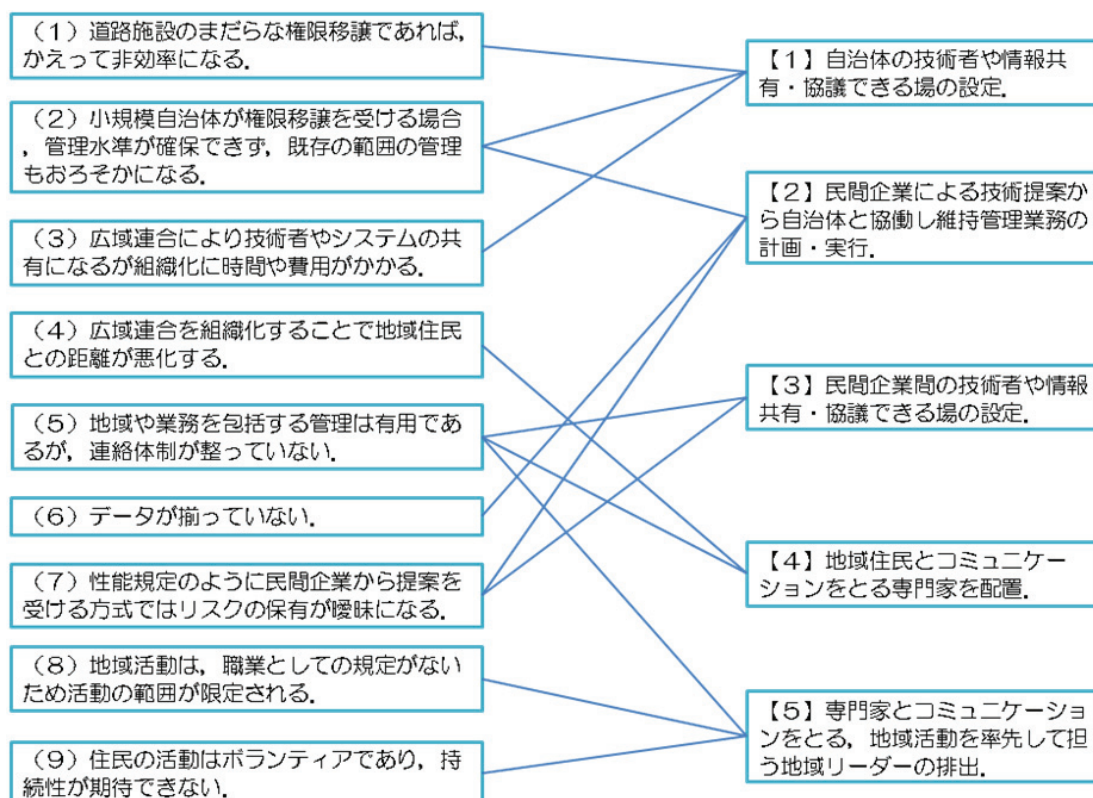 （１）道路施設のまだらな権限移譲であれば，
かえって非効率になる．
（２）小規模自治体が権限移譲を受ける場合
，管理水準が確保できず，既存の範囲の管理
もおろそかになる．
（３）広域連合により技術者やシステムの共
有になるが組織化に時間や費用がかかる．
（４）広域連合を組織化することで地域住民
との距離が悪化する．
（５）地域や業務を包括する管理は有用であ
るが，連絡体制が整っていない．
（６）データが揃っていない．
（７）性能規定のように民間企業から提案を
受ける方式ではリスクの保有が曖昧になる．
（８）地域活動は，職業としての規定がない
ため活動の範囲が限定される．
（９）住民の活動はボランティアであり，持
続性が期待できない．
【１】自治体の技術者や情報共
有・協議できる場の設定．
【２】民間企業による技術提案か
ら自治体と協働し維持管理業務の
計画・実行．
【３】民間企業間の技術者や情報
共有・協議できる場の設定．
【４】地域住民とコミュニケー
ションをとる専門家を配置．
【５】専門家とコミュニケーショ
ンをとる，地域活動を率先して担
う地域リーダーの排出．